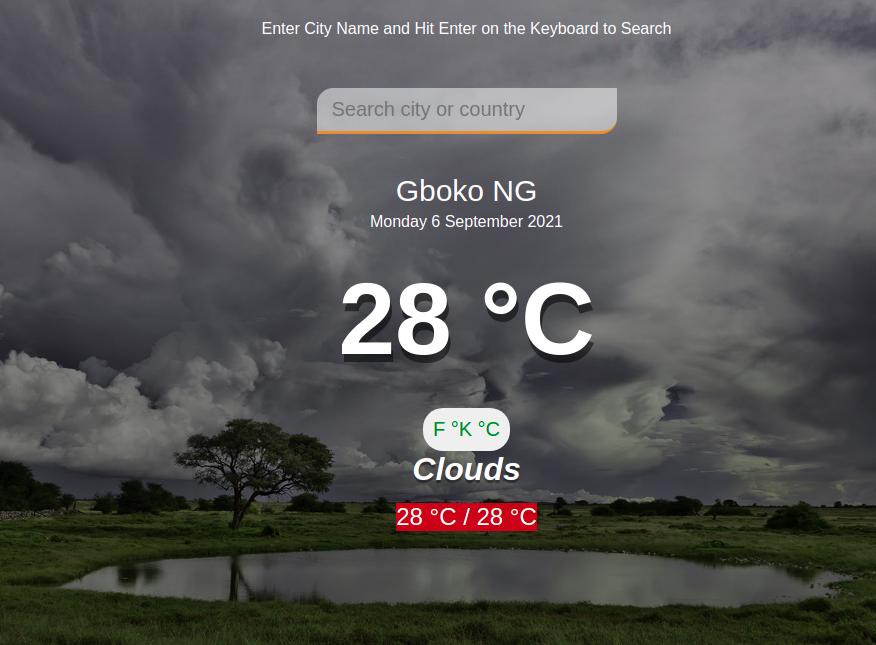 Enter City Name and Hit Enter on the Keyboard to Search
Search city or country
Gboko NG
Monday 6 September 2021
28 °C
F °K °C
Clouds
28 °C / 28 °C